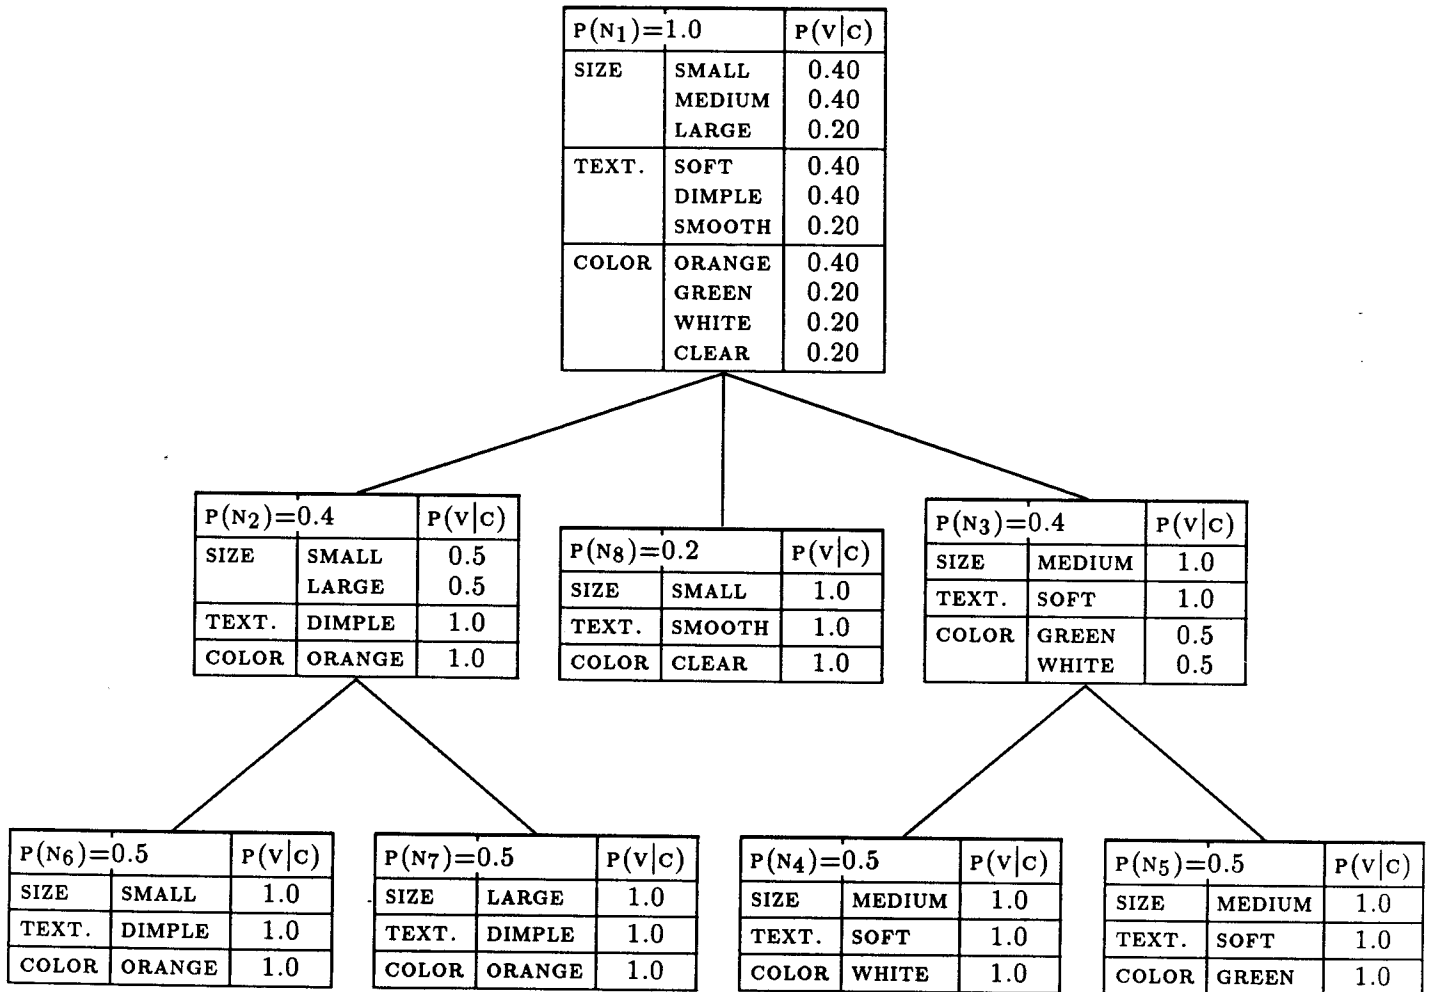 P(N1)=1.0 P(V|C)
SIZE SMALL 0.40
MEDIUM 0.40
LARGE 0.20
TEXT. SOFT 0.40
DIMPLE 0.40
SMOOTH 0.20
COLOR ORANGE 0.40
GREEN 0.20
WHITE 0.20
CLEAR 0.20
P(N2)=0.4 P(V|C)
SIZE SMALL 0.5
LARGE 0.5
TEXT. DIMPLE 1.0
COLOR ORANGE 1.0
P(N8)=0.2 P(V|C)
SIZE SMALL 1.0
TEXT. SMOOTH 1.0
COLOR CLEAR 1.0
P(N3)=0.4 P(V|C)
SIZE MEDIUM 1.0
TEXT. SOFT 1.0
COLOR GREEN 0.5
WHITE 0.5
P(N6)=0.5 P(V|C)
SIZE SMALL 1.0
TEXT. DIMPLE 1.0
COLOR ORANGE 1.0
P(N7)=0.5 P(V|C)
SIZE LARGE 1.0
TEXT. DIMPLE 1.0
COLOR ORANGE 1.0
P(N4)=0.5 P(V|C)
SIZE MEDIUM 1.0
TEXT. SOFT 1.0
COLOR WHITE 1.0
P(N5)=0.5 P(V|C)
SIZE MEDIUM 1.0
TEXT. SOFT 1.0
COLOR GREEN 1.0